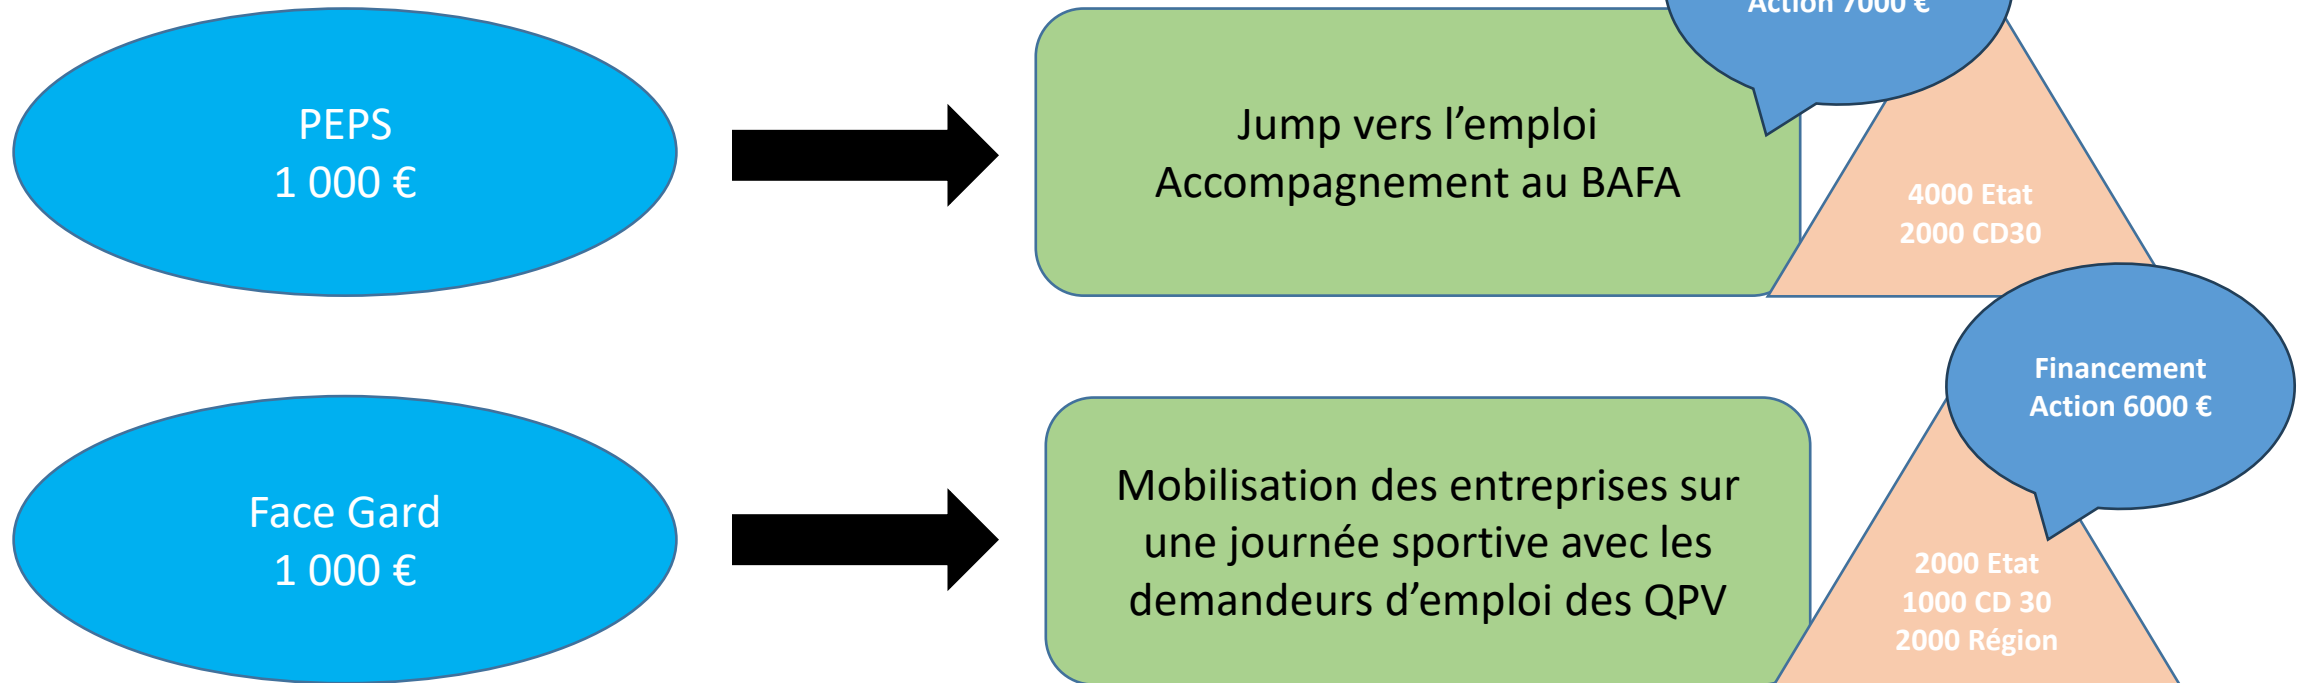 Action 7000 €
PEPS
1 000 €
Jump vers l’emploi
Accompagnement au BAFA
4000 Etat
2000 CD30
Financement
Action 6000 €
Face Gard
1 000 €
Mobilisation des entreprises sur
une journée sportive avec les
demandeurs d’emploi des QPV
2000 Etat
1000 CD 30
2000 Région